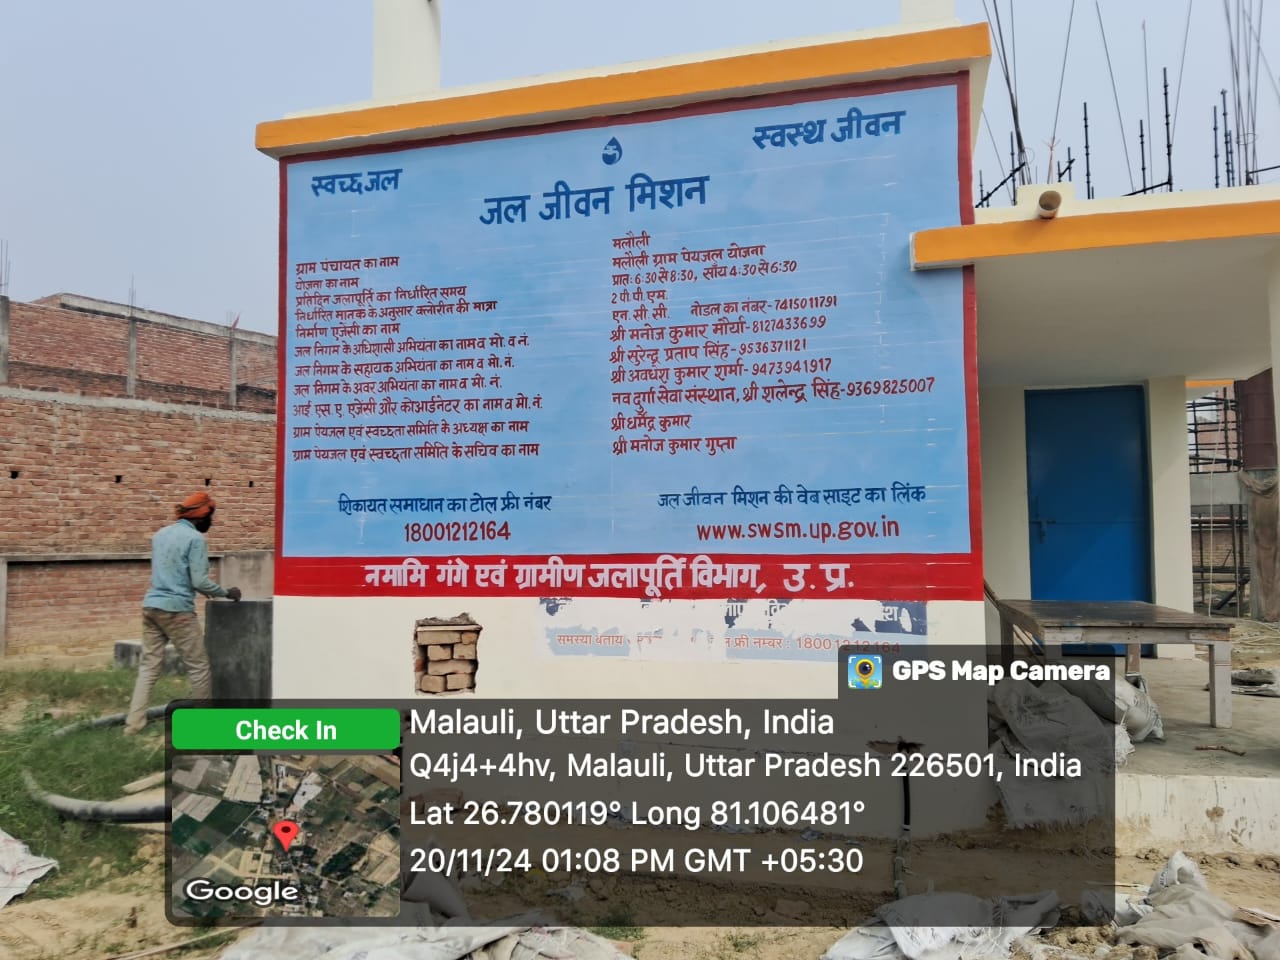 स्वच्छ जल
स्वस्थ जीवन
जल जीवन मिशन
ग्राम पंचायत का नाम
मलौली
योजना का नाम
मलौली ग्राम पेयजल योजना
प्रतिदिन जलापूर्ति का निर्धारित समय
प्रातः 6:30 से 8:30, साँय 4:30 से 6:30
निर्धारित मानक के अनुसार क्लोरीन की मात्रा
2 पी.पी.एम.
निर्माण एजेंसी का नाम
एन.सी.सी. नोडल का नंबर-7415011791
जल निगम के अधिशासी अभियंता का नाम व मो.व नं.
श्री मनोज कुमार मौर्या-8127433699
जल निगम के सहायक अभियंता का नाम व मो. नं.
श्री सुरेन्द्र प्रताप सिंह-9536371121
जल निगम के अवर अभियंता का नाम व मो. नं.
श्री अवधेश कुमार शर्मा-9473941917
आई एस ए एजेंसी और कोआर्डनेटर का नाम व मो. नं.
नव दुर्गा सेवा संस्थान, श्री शलेन्द्र सिंह-9369825007
ग्राम पेयजल एवं स्वच्छता समिति के अध्यक्ष का नाम
श्री धर्मेंद्र कुमार
ग्राम पेयजल एवं स्वच्छता समिति के सचिव का नाम
श्री मनोज कुमार गुप्ता
शिकायत समाधान का टोल फ्री नंबर
18001212164
जल जीवन मिशन की वेब साइट का लिंक
www.swsm.up.gov.in
नमामि गंगे एवं ग्रामीण जलापूर्ति विभाग, उ. प्र.
समस्या बताय फ्री नम्बर : 18001212164
GPS Map Camera
Check In
Malauli, Uttar Pradesh, India
Q4j4+4hv, Malauli, Uttar Pradesh 226501, India
Lat 26.780119° Long 81.106481°
20/11/24 01:08 PM GMT +05:30
Google